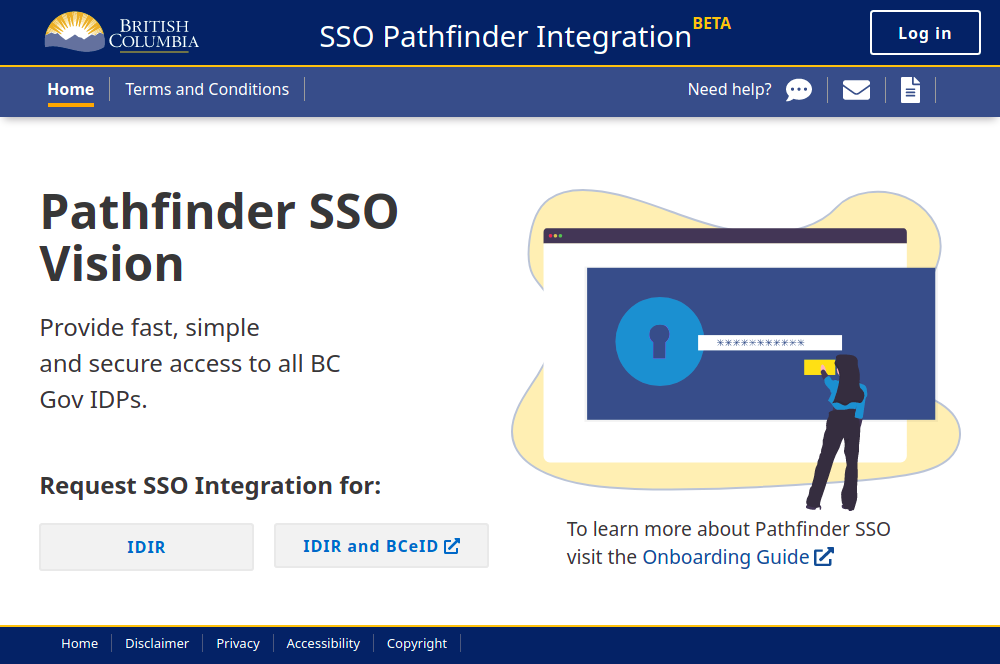 BRITISH
COLUMBIA
SSO Pathfinder Integration BETA
Log in
Home
Terms and Conditions
Need help?
Pathfinder SSO
Vision
Provide fast, simple
and secure access to all BC
Gov IDPs.
Request SSO Integration for:
IDIR
IDIR and BCeID
***********
To learn more about Pathfinder SSO
visit the Onboarding Guide
Home
Disclaimer
Privacy
Accessibility
Copyright